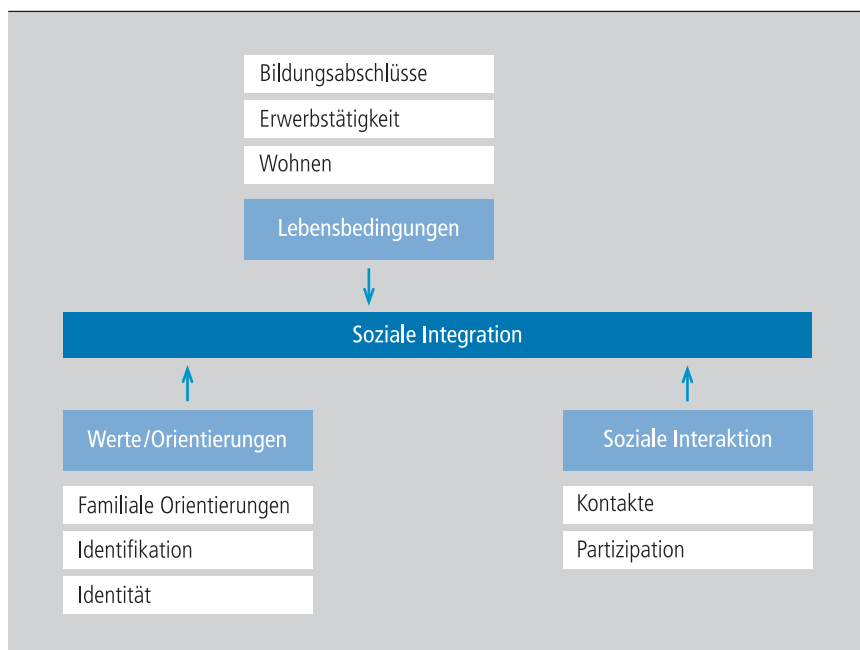 Bildungsabschlüsse
Erwerbstätigkeit
Wohnen
Lebensbedingungen
Soziale Integration
Werte/Orientierungen
Familiale Orientierungen
Identifikation
Identität
Soziale Interaktion
Kontakte
Partizipation